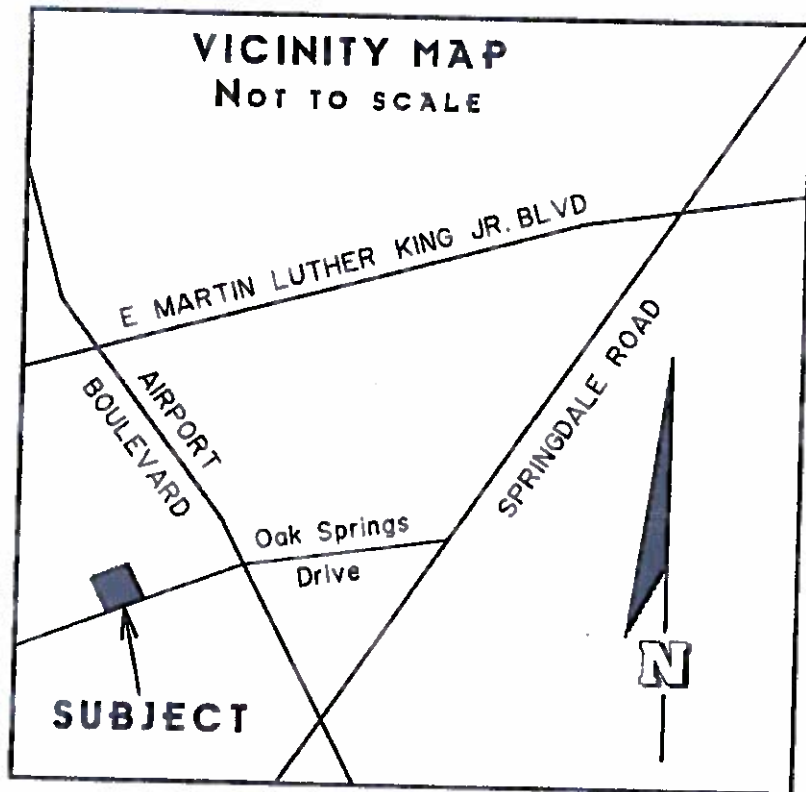 VICINITY MAP
NOT TO SCALE
E MARTIN LUTHER KING JR. BLVD
AIRPORT
BOULEVARD
SPRINGDALE ROAD
Oak Springs
Drive
SUBJECT
N